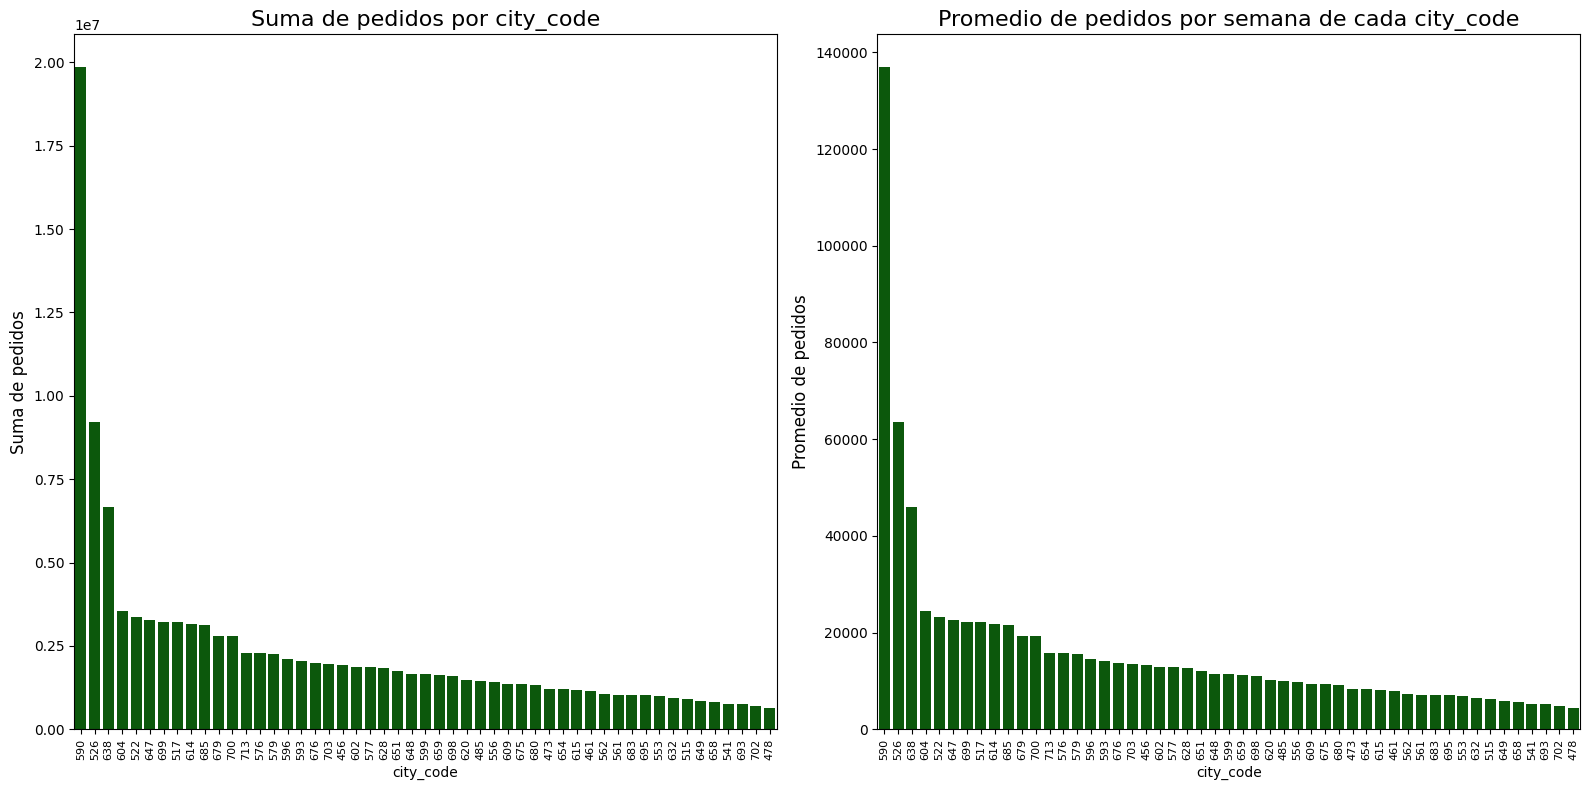 Suma de pedidos por city_code
1e7
2.00
1.75
1.50
1.25
1.00
0.75
0.50
0.25
0.00
Suma de pedidos
590 526 638 604 522 647 699 517 614 685 679 700 713 576 579 596 593 676 703 456 602 577 628 651 648 599 659 698 620 485 556 609 675 680 473 654 615 461 562 561 683 695 553 632 515 649 658 541 693 702 478
city_code
Promedio de pedidos por semana de cada city_code
140000
120000
100000
80000
60000
40000
20000
0
Promedio de pedidos
590 526 638 604 522 647 699 517 614 685 679 700 713 576 579 596 593 676 703 456 602 577 628 651 648 599 659 698 620 485 556 609 675 680 473 654 615 461 562 561 683 695 553 632 515 649 658 541 693 702 478
city_code